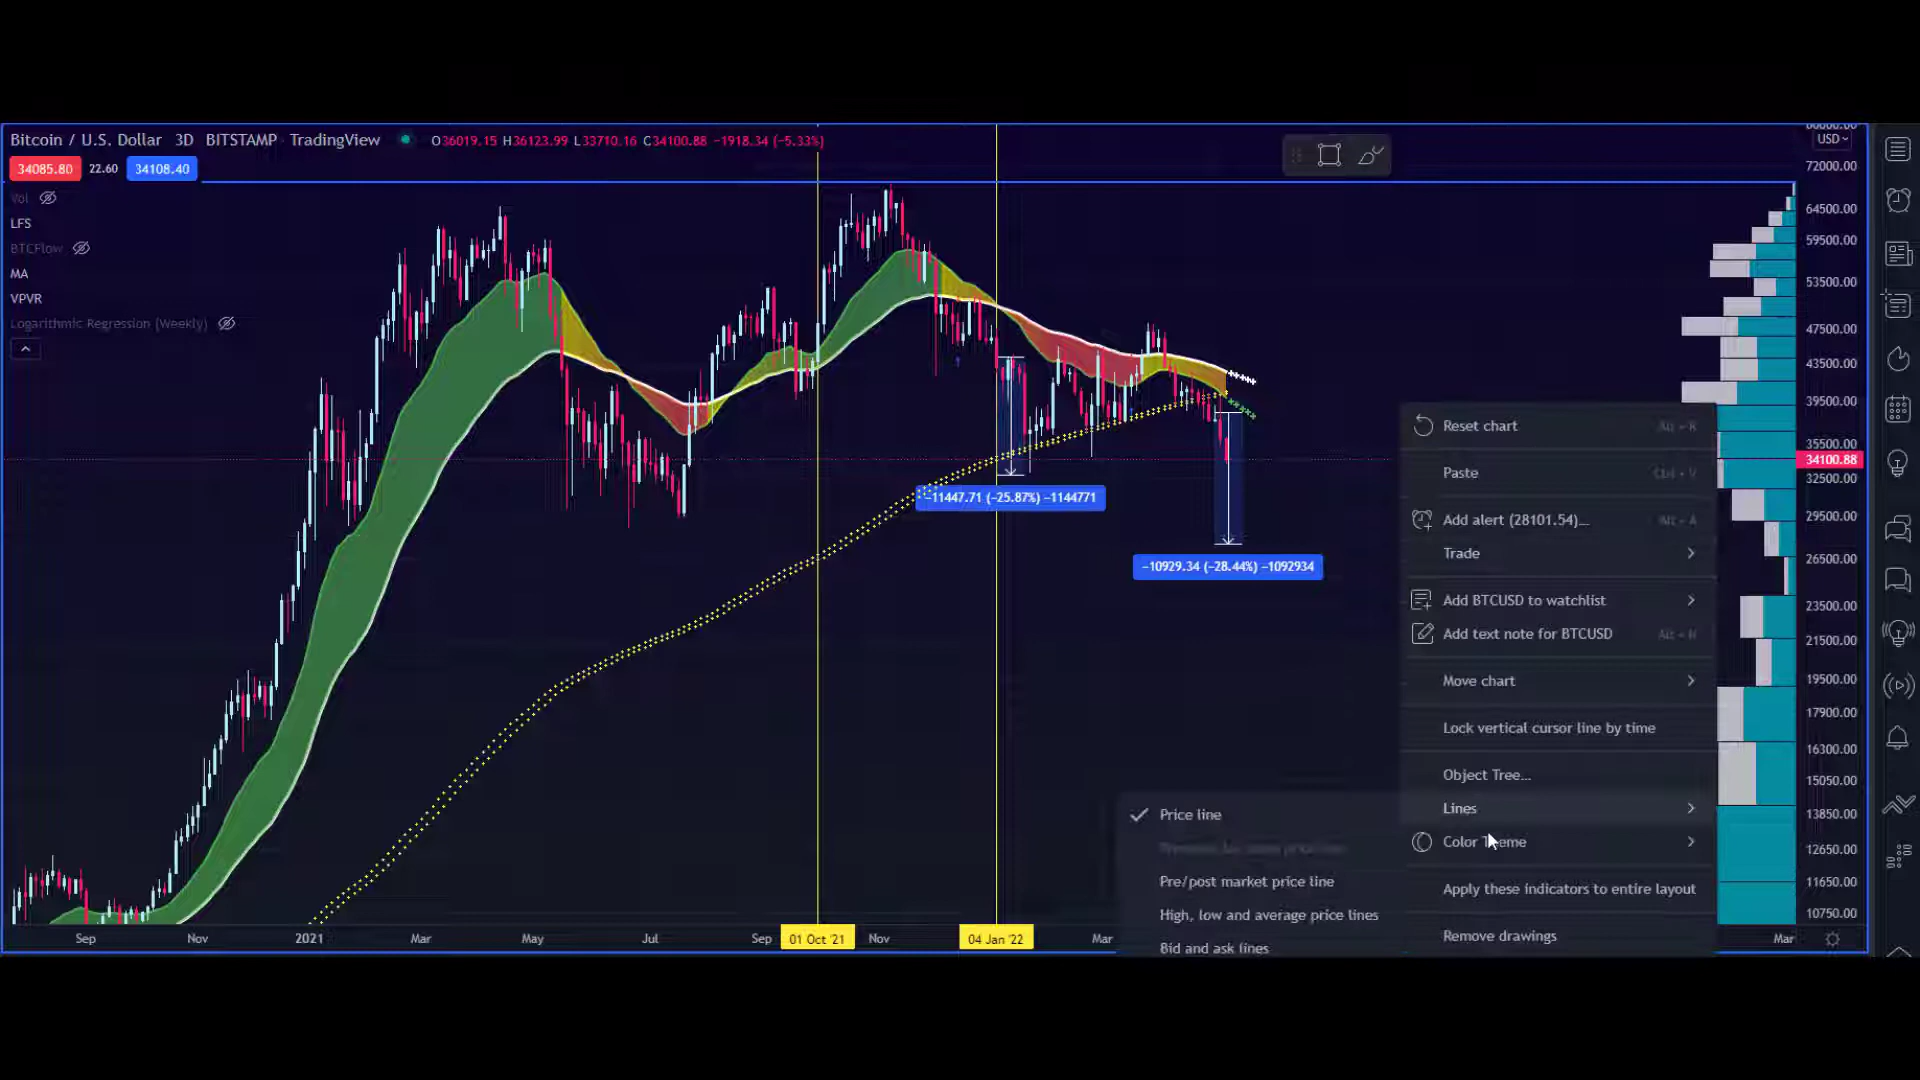 Bitcoin / U.S. Dollar 3D BITSTAMP TradingView O36019.15 H36123.99 L33710.16 C34100.88 −1918.34 (−5.33%)
34085.80 22.60 34108.40
Vol
LFS
BTCFlow
MA
VPVR
Logarithmic Regression (Weekly)
80000.00
USD
72000.00
64500.00
59500.00
53500.00
47500.00
43500.00
39500.00
35500.00
34100.88
32500.00
29500.00
26500.00
23500.00
21500.00
19500.00
17900.00
16300.00
15050.00
13850.00
12650.00
11650.00
10750.00
−11447.71 (−25.87%) −1144771
−10929.34 (−28.44%) −1092934
Reset chart Alt + R
Paste Ctrl + V
Add alert (28101.54)... Alt + A
Trade
Add BTCUSD to watchlist
Add text note for BTCUSD Alt + N
Move chart
Lock vertical cursor line by time
Object Tree...
Lines
Color Theme
Apply these indicators to entire layout
Remove drawings
Price line
Pre/post market price line
High, low and average price lines
Bid and ask lines
Sep Nov 2021 Mar May Jul Sep 01 Oct '21 Nov 04 Jan '22 Mar Mar